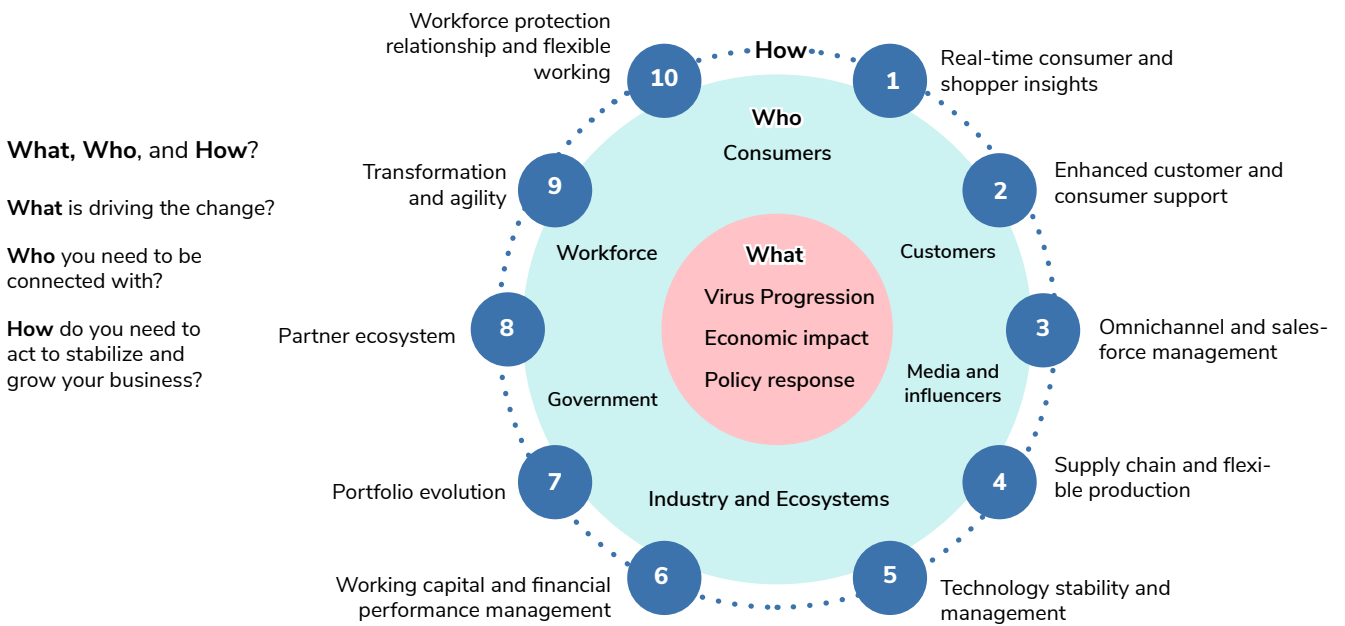 What, Who, and How?
What is driving the change?
Who you need to be
connected with?
How do you need to
act to stabilize and
grow your business?
How
1
Real-time consumer and
shopper insights
2
Enhanced customer and
consumer support
3
Omnichannel and sales-
force management
4
Supply chain and flexi-
ble production
5
Technology stability and
management
6
Working capital and financial
performance management
7
Portfolio evolution
8
Partner ecosystem
9
Transformation
and agility
10
Workforce protection
relationship and flexible
working
Who
Consumers
Customers
Media and
influencers
Industry and Ecosystems
Government
Workforce
What
Virus Progression
Economic impact
Policy response